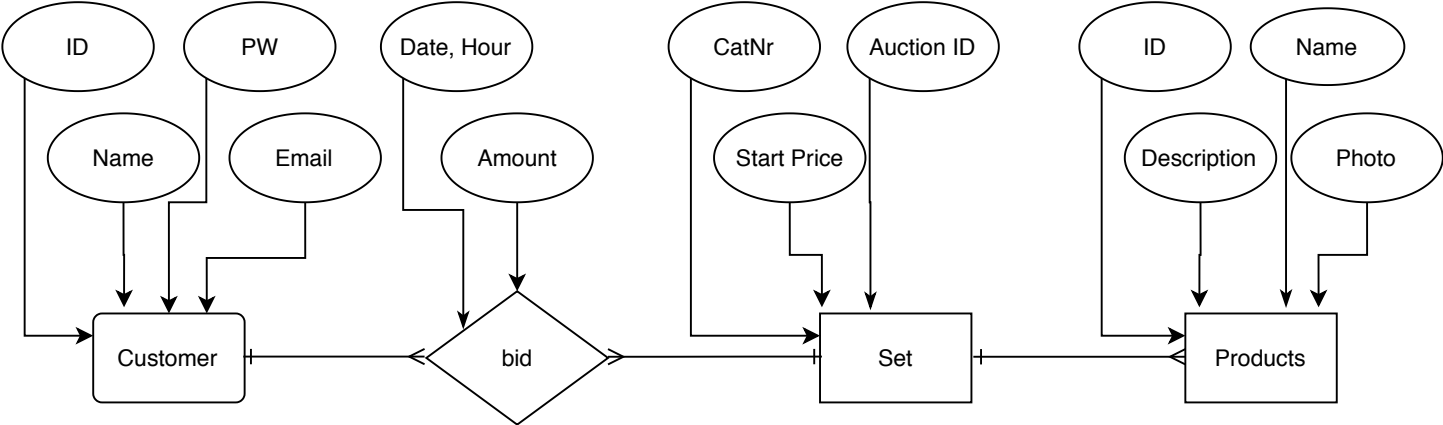 ID
PW
Date, Hour
CatNr
Auction ID
ID
Name
Name
Email
Amount
Start Price
Description
Photo
Customer
bid
Set
Products